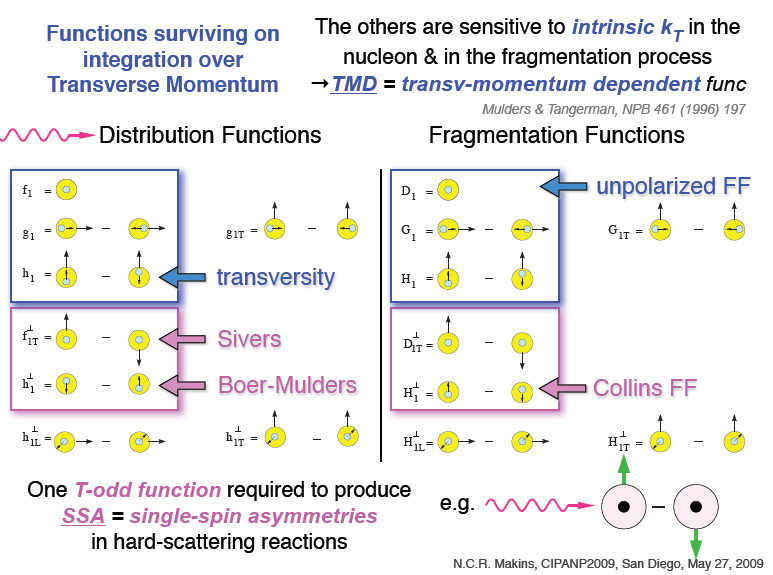 Functions surviving on
integration over
Transverse Momentum
The others are sensitive to intrinsic kT in the
nucleon & in the fragmentation process
→TMD = transv-momentum dependent func
Mulders & Tangerman, NPB 461 (1996) 197
Distribution Functions
f1 =
g1 = –
h1 = –
transversity
g1T = –
f⊥1T = –
Sivers
h⊥1 = –
Boer-Mulders
h⊥1L = –
h⊥1T = –
Fragmentation Functions
D1 =
unpolarized FF
G1 = –
H1 = –
G1T = –
D⊥1T = –
H⊥1 = –
Collins FF
H⊥1L = –
H⊥1T = –
One T-odd function required to produce
SSA = single-spin asymmetries
in hard-scattering reactions
e.g. –
N.C.R. Makins, CIPANP2009, San Diego, May 27, 2009